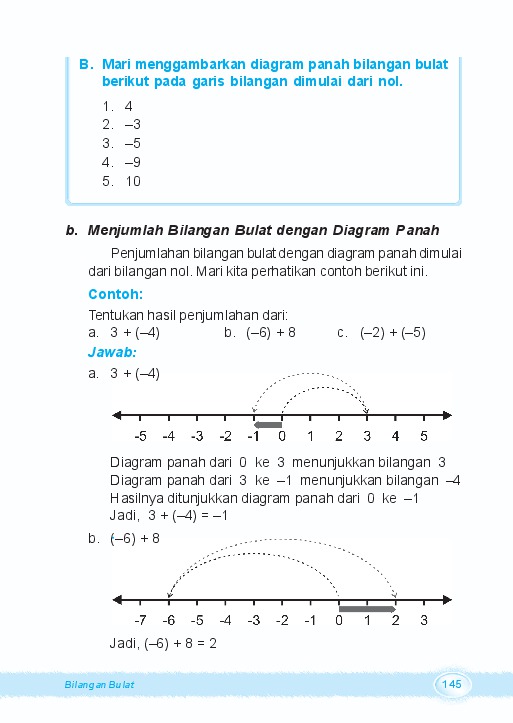 B. Mari menggambarkan diagram panah bilangan bulat
berikut pada garis bilangan dimulai dari nol.
1. 4
2. –3
3. –5
4. –9
5. 10
b. Menjumlah Bilangan Bulat dengan Diagram Panah
Penjumlahan bilangan bulat dengan diagram panah dimulai
dari bilangan nol. Mari kita perhatikan contoh berikut ini.
Contoh:
Tentukan hasil penjumlahan dari:
a. 3 + (–4) b. (–6) + 8 c. (–2) + (–5)
Jawab:
a. 3 + (–4)
-5 -4 -3 -2 -1 0 1 2 3 4 5
Diagram panah dari 0 ke 3 menunjukkan bilangan 3
Diagram panah dari 3 ke –1 menunjukkan bilangan –4
Hasilnya ditunjukkan diagram panah dari 0 ke –1
Jadi, 3 + (–4) = –1
b. (–6) + 8
-7 -6 -5 -4 -3 -2 -1 0 1 2 3
Jadi, (–6) + 8 = 2
Bilangan Bulat 145